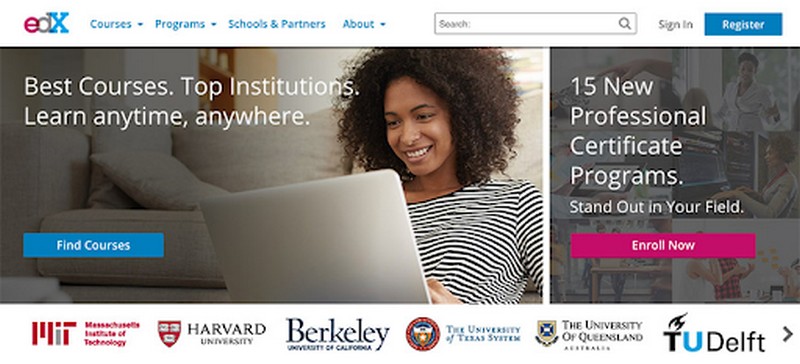 edX
Courses Programs Schools & Partners About
Search:
Sign In
Register
Best Courses. Top Institutions.
Learn anytime, anywhere.
Find Courses
15 New
Professional
Certificate
Programs.
Stand Out in Your Field.
Enroll Now
MIT
Massachusetts
Institute of
Technology
HARVARD
UNIVERSITY
Berkeley
UNIVERSITY OF CALIFORNIA
THE UNIVERSITY
of TEXAS SYSTEM
THE UNIVERSITY
OF QUEENSLAND
AUSTRALIA
TUDelft